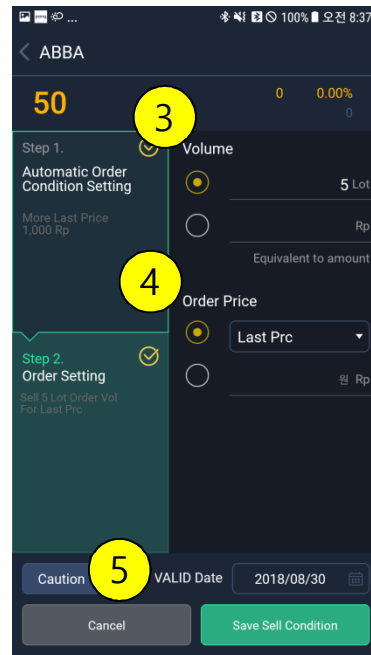 ... 100% 오전 8:37
ABBA
50 0 0.00%
0
3
Step 1.
Automatic Order
Condition Setting
More Last Price
1,000 Rp
Volume
5 Lot
Rp
Equivalent to amount
4
Order Price
Last Prc
원 Rp
Step 2.
Order Setting
Sell 5 Lot Order Vol
For Last Prc
5
Caution VALID Date 2018/08/30
Cancel Save Sell Condition